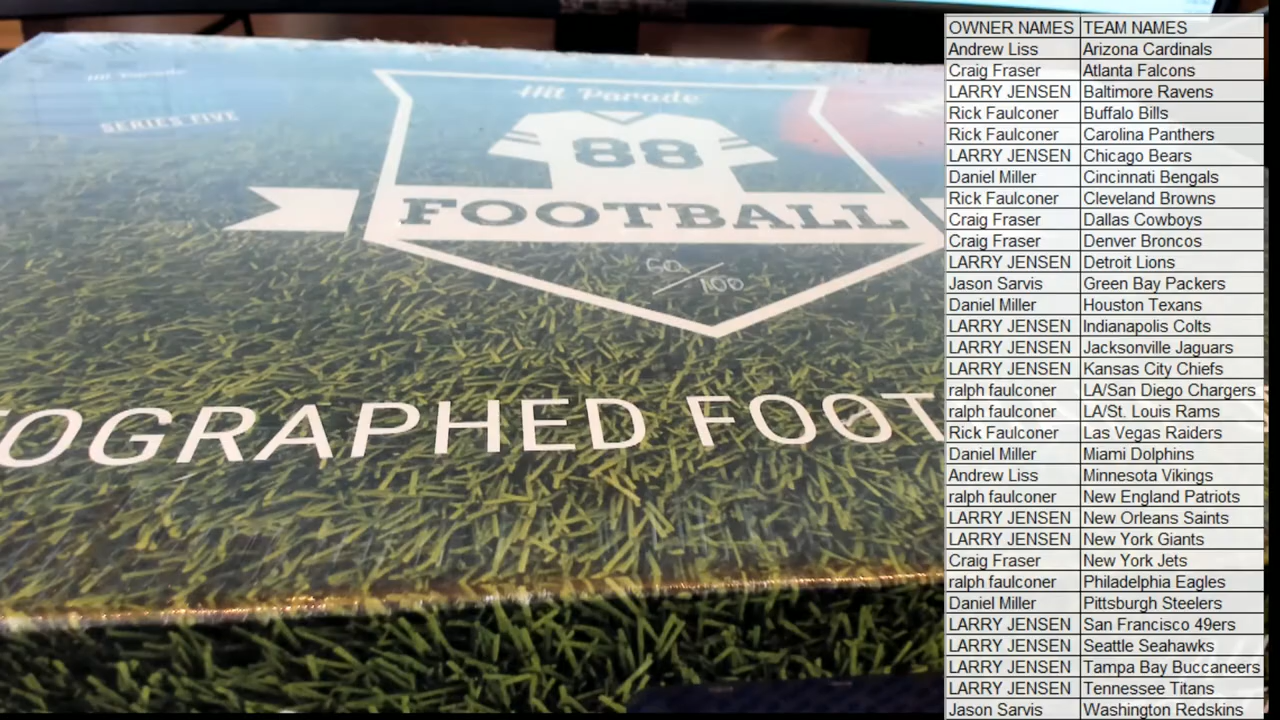 Hit Parade
SERIES FIVE
Hit Parade
88
FOOTBALL
/100
OGRAPHED FOOT
OWNER NAMES TEAM NAMES
Andrew Liss Arizona Cardinals
Craig Fraser Atlanta Falcons
LARRY JENSEN Baltimore Ravens
Rick Faulconer Buffalo Bills
Rick Faulconer Carolina Panthers
LARRY JENSEN Chicago Bears
Daniel Miller Cincinnati Bengals
Rick Faulconer Cleveland Browns
Craig Fraser Dallas Cowboys
Craig Fraser Denver Broncos
LARRY JENSEN Detroit Lions
Jason Sarvis Green Bay Packers
Daniel Miller Houston Texans
LARRY JENSEN Indianapolis Colts
LARRY JENSEN Jacksonville Jaguars
LARRY JENSEN Kansas City Chiefs
ralph faulconer LA/San Diego Chargers
ralph faulconer LA/St. Louis Rams
Rick Faulconer Las Vegas Raiders
Daniel Miller Miami Dolphins
Andrew Liss Minnesota Vikings
ralph faulconer New England Patriots
LARRY JENSEN New Orleans Saints
LARRY JENSEN New York Giants
Craig Fraser New York Jets
ralph faulconer Philadelphia Eagles
Daniel Miller Pittsburgh Steelers
LARRY JENSEN San Francisco 49ers
LARRY JENSEN Seattle Seahawks
LARRY JENSEN Tampa Bay Buccaneers
LARRY JENSEN Tennessee Titans
Jason Sarvis Washington Redskins